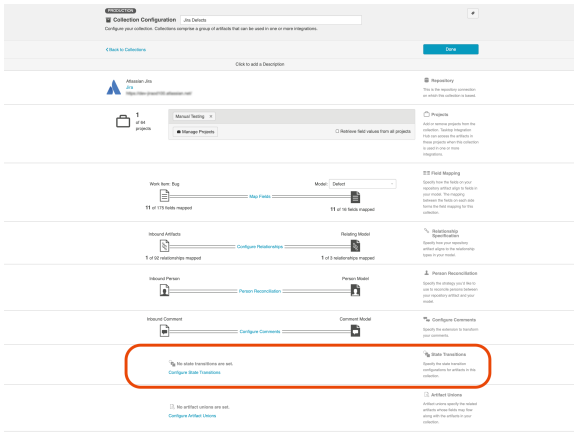 PRODUCTION
Collection Configuration
Jira Defects
Configure your collection. Collections comprise a group of artifacts that can be used in one or more integrations.
Back to Collections
Done
Click to add a Description
Atlassian Jira
Jira
Repository
This is the repository connection
on which this collection is based.
1
of 64
projects
Manual Testing ×
Manage Projects
Retrieve field values from all projects
Projects
Add or remove projects from this
collection. Tasktop Integration
Hub can access the artifacts in
these projects when this collection
is used in one or more
integrations.
Work Item: Bug
Map Fields
Model: Defect
11 of 175 fields mapped
11 of 16 fields mapped
Field Mapping
Specify how the fields on your
repository artifact align to fields in
your model. The mapping
between the fields on each side
forms the field mapping for this
collection.
Inbound Artifacts
Configure Relationships
Relating Model
1 of 92 relationships mapped
1 of 3 relationships mapped
Relationship
Specification
Specify how your repository
artifact aligns to the relationship
types in your model.
Inbound Person
Person Reconciliation
Person Model
Person Reconciliation
Specify the strategy you'd like to
use to reconcile persons between
your repository artifact and your
model.
Inbound Comment
Configure Comments
Comment Model
Configure Comments
Specify the extension to transform
your comments.
No state transitions are set.
Configure State Transitions
State Transitions
Specify the state transition
configurations for artifacts in this
collection.
No artifact unions are set.
Configure Artifact Unions
Artifact Unions
Artifact unions specify the related
artifacts whose fields may flow
along with the artifacts in your
collection.